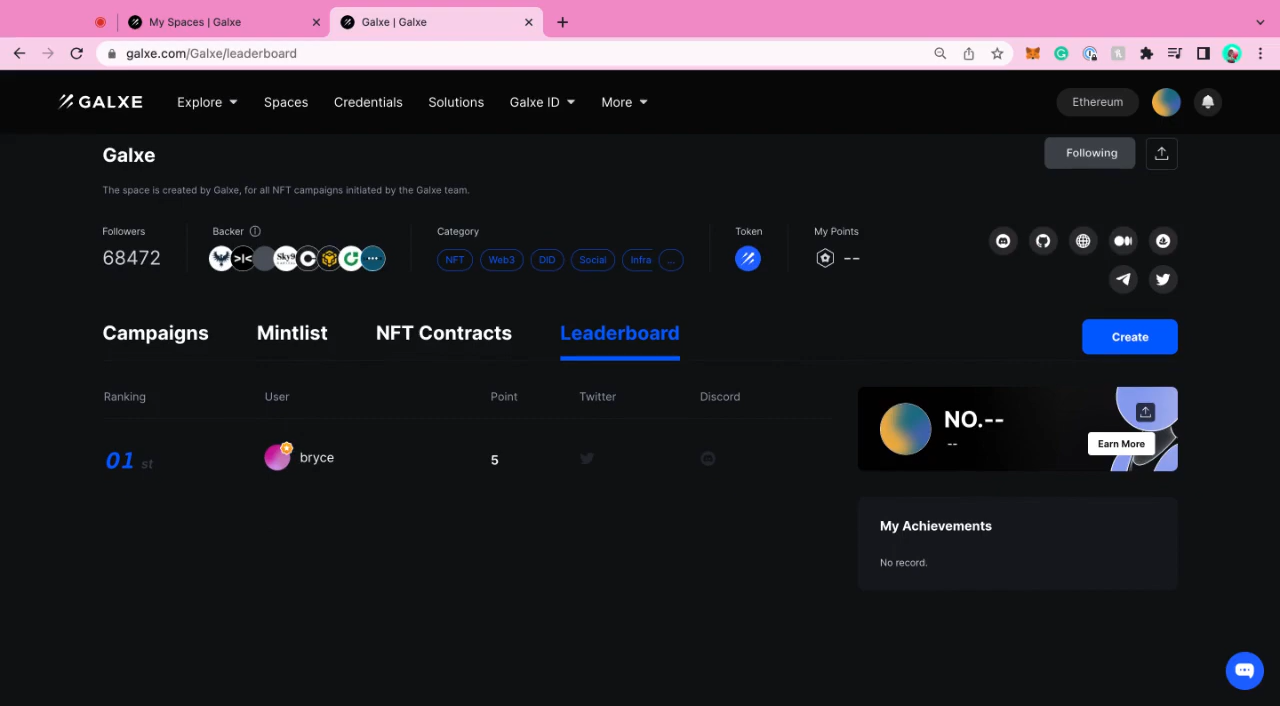 My Spaces | Galxe
Galxe | Galxe
galxe.com/Galxe/leaderboard
GALXE
Explore
Spaces
Credentials
Solutions
Galxe ID
More
Ethereum
Galxe
Following
The space is created by Galxe, for all NFT campaigns initiated by the Galxe team.
Followers
Backer
Category
Token
My Points
68472
NFT
Web3
DID
Social
Infra
...
--
Campaigns
Mintlist
NFT Contracts
Leaderboard
Create
Ranking
User
Point
Twitter
Discord
01 st
bryce
5
NO.--
--
Earn More
My Achievements
No record.